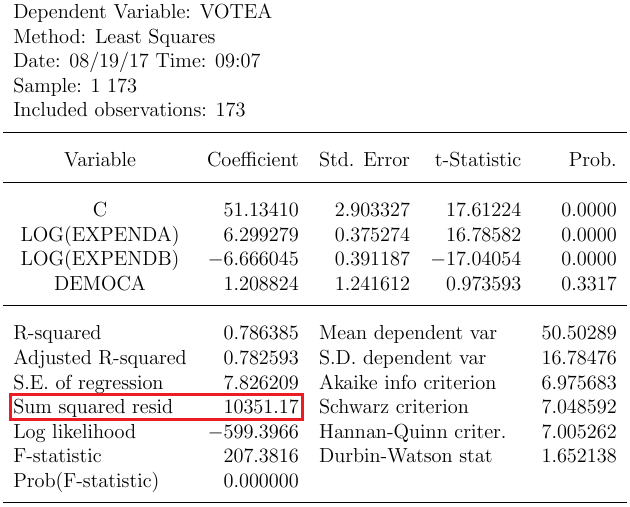 Dependent Variable: VOTEA
Method: Least Squares
Date: 08/19/17 Time: 09:07
Sample: 1 173
Included observations: 173
Variable Coefficient Std. Error t-Statistic Prob.
C 51.13410 2.903327 17.61224 0.0000
LOG(EXPENDA) 6.299279 0.375274 16.78582 0.0000
LOG(EXPENDB) −6.666045 0.391187 −17.04054 0.0000
DEMOCA 1.208824 1.241612 0.973593 0.3317
R-squared 0.786385 Mean dependent var 50.50289
Adjusted R-squared 0.782593 S.D. dependent var 16.78476
S.E. of regression 7.826209 Akaike info criterion 6.975683
Sum squared resid 10351.17 Schwarz criterion 7.048592
Log likelihood −599.3966 Hannan-Quinn criter. 7.005262
F-statistic 207.3816 Durbin-Watson stat 1.652138
Prob(F-statistic) 0.000000